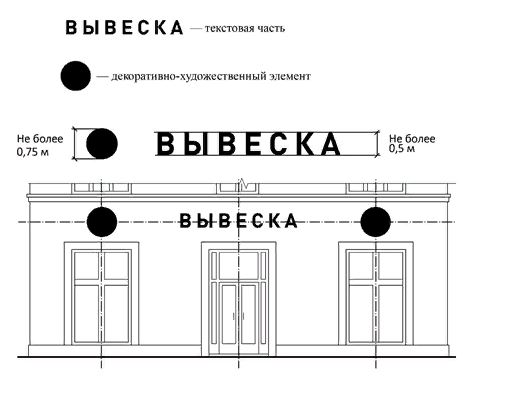 ВЫВЕСКА — текстовая часть
— декоративно-художественный элемент
Не более
0,75 м
ВЫВЕСКА
Не более
0,5 м
ВЫВЕСКА